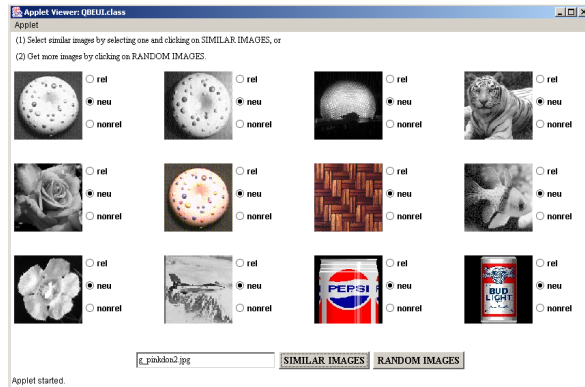 Applet Viewer: QBEUI.class
Applet
(1) Select similar images by selecting one and clicking on SIMILAR IMAGES, or
(2) Get more images by clicking on RANDOM IMAGES.
rel rel rel rel
neu neu neu neu
nonrel nonrel nonrel nonrel
rel rel rel rel
neu neu neu neu
nonrel nonrel nonrel nonrel
rel rel rel rel
neu neu PEPSI neu BUD LIGHT neu
nonrel nonrel nonrel nonrel
g_pinkdon2.jpg SIMILAR IMAGES RANDOM IMAGES
Applet started.